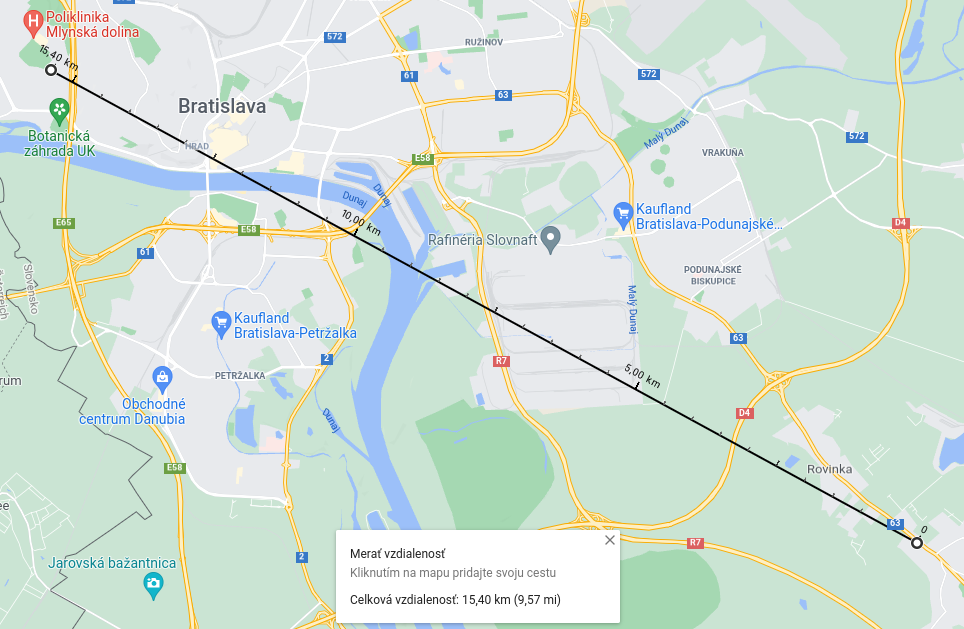 Poliklinika
Mlynská dolina
572
RUŽINOV
15,40 km
61
572
63
Bratislava
Malý Dunaj
572
Botanická
záhrada UK
HRAD
E58
VRAKUŇA
Dunaj
Dunaj
Kaufland
Bratislava-Podunajské…
E65
E58
10,00 km
Rafinéria Slovnaft
D4
61
Slovensko
PODUNAJSKÉ
BISKUPICE
Malý Dunaj
Kaufland
Bratislava-Petržalka
63
2
R7
5,00 km
PETRŽALKA
rum
Obchodné
centrum Danubia
Dunaj
D4
E58
Rovinka
ee
63
0
R7
2
Jarovská bažantnica
Merať vzdialenosť
Kliknutím na mapu pridajte svoju cestu
Celková vzdialenosť: 15,40 km (9,57 mi)